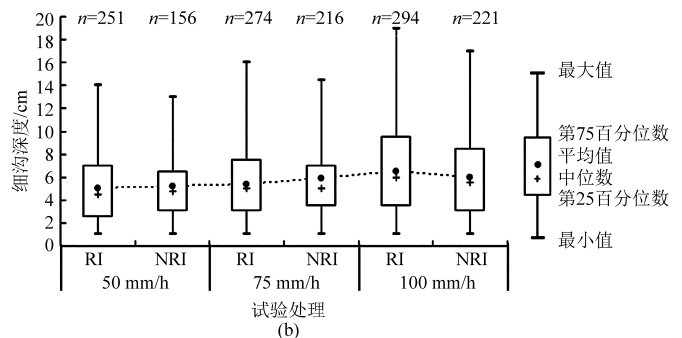 n=251 n=156 n=274 n=216 n=294 n=221
细沟深度/cm
20
18
16
14
12
10
8
6
4
2
0
RI NRI RI NRI RI NRI
50 mm/h 75 mm/h 100 mm/h
试验处理
(b)
最大值
第75百分位数
平均值
中位数
第25百分位数
最小值